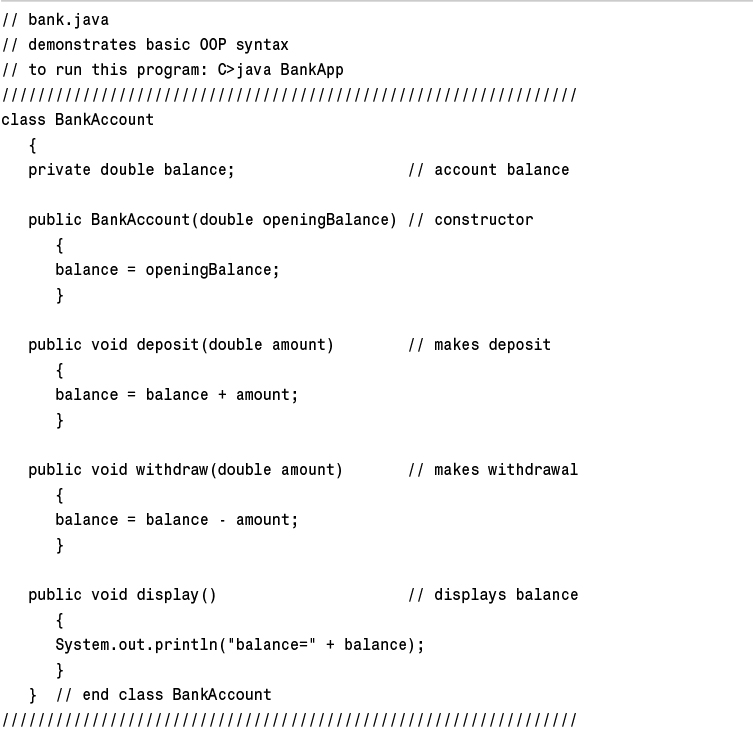 // bank.java
// demonstrates basic OOP syntax
// to run this program: C>java BankApp
////////////////////////////////////////////////////////////////
class BankAccount
   {
   private double balance;                   // account balance

   public BankAccount(double openingBalance) // constructor
      {
      balance = openingBalance;
      }

   public void deposit(double amount)        // makes deposit
      {
      balance = balance + amount;
      }

   public void withdraw(double amount)       // makes withdrawal
      {
      balance = balance - amount;
      }

   public void display()                     // displays balance
      {
      System.out.println("balance=" + balance);
      }
   }  // end class BankAccount
////////////////////////////////////////////////////////////////